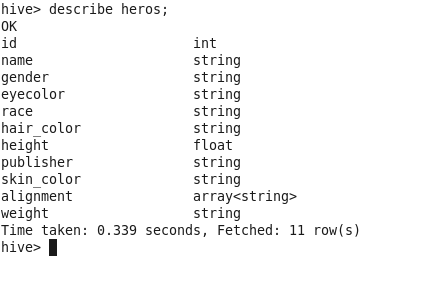 hive> describe heros;
OK
id int
name string
gender string
eyecolor string
race string
hair_color string
height float
publisher string
skin_color string
alignment array<string>
weight string
Time taken: 0.339 seconds, Fetched: 11 row(s)
hive>